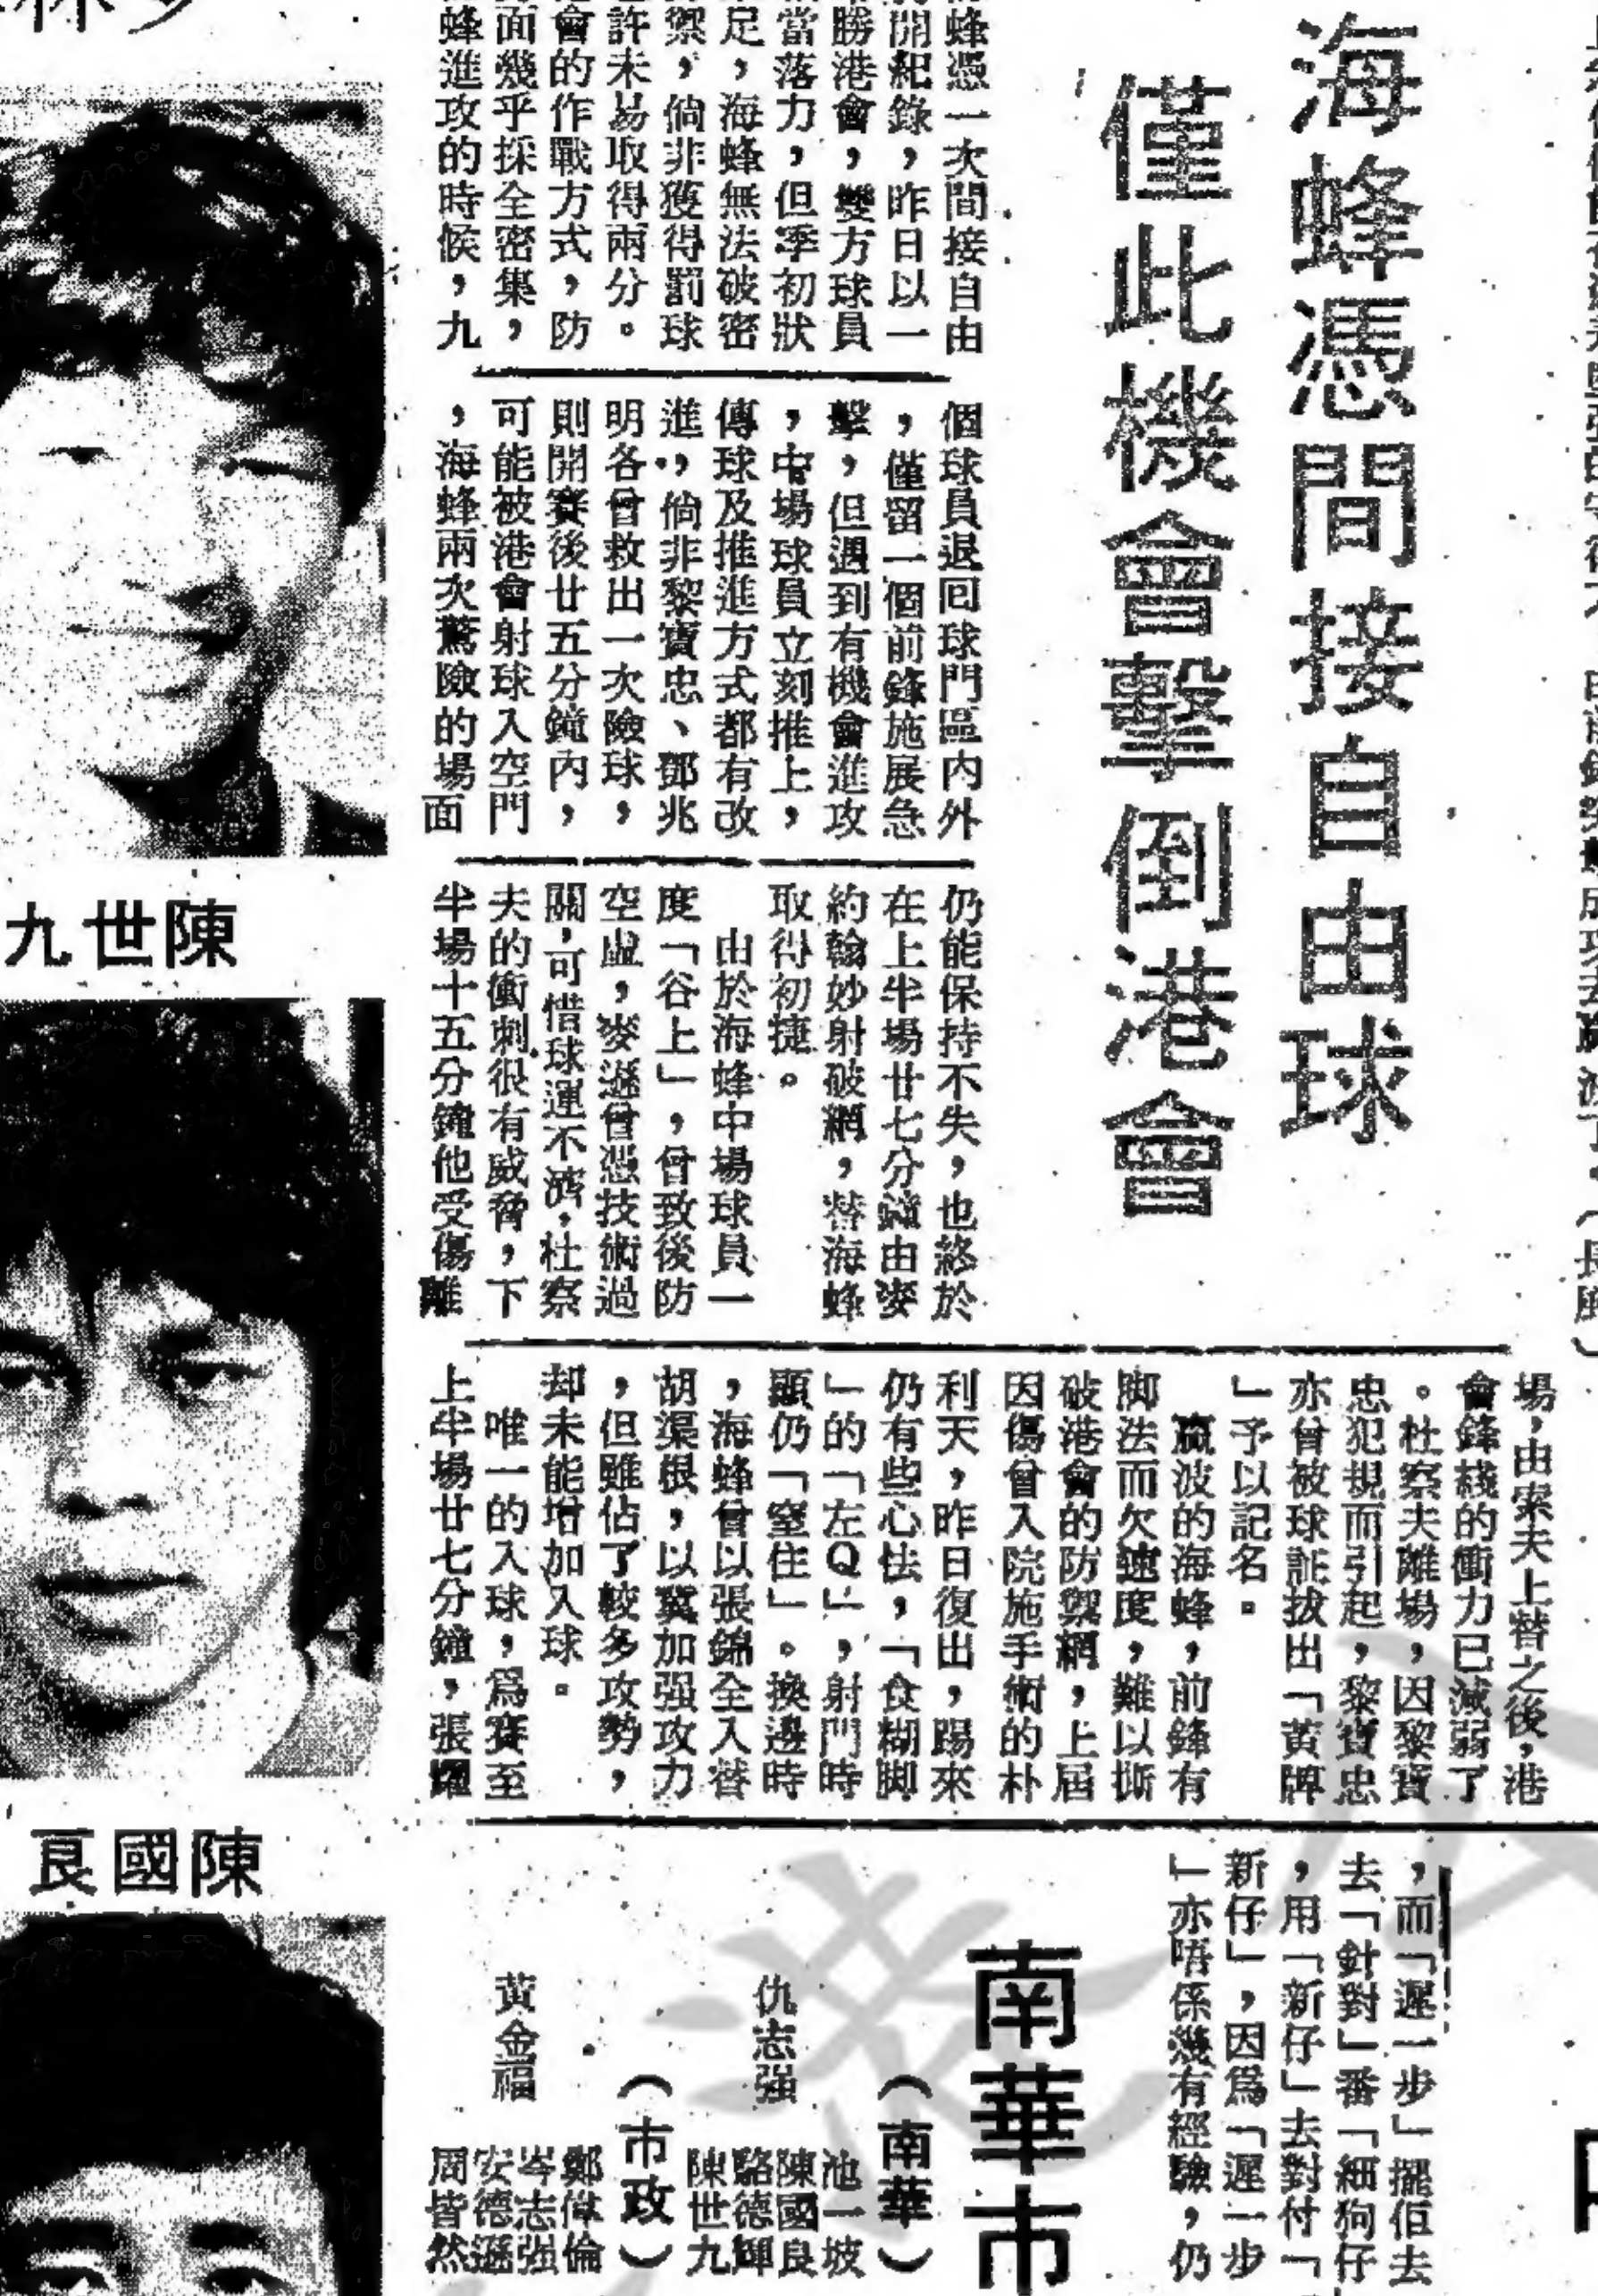 海蜂憑間接自由球
僅此機會擊倒港會
蜂憑一次間接自由
開紀錄，昨日以一
勝港會，雙方球員
當落力，但季初狀
足，海蜂無法破密
禦，倘非獲得罰球
許未易取得兩分。
會的作戰方式，防
面幾乎採全密集，
蜂進攻的時候，九
個球員退回球門區內外
，僅留一個前鋒施展急
擊，但遇到有機會進攻
，中場球員立刻推上，
傳球及推進方式都有改
進，倘非黎寶忠、鄧兆
明各曾救出一次險球，
則開賽後廿五分鐘內，
可能被港會射球入空門
，海蜂兩次驚險的場面
仍能保持不失，也終於
在上半場廿七分鐘由麥
約翰妙射破網，替海蜂
取得初捷。
由於海蜂中場球員一
度「谷上」，曾致後防
空虛，麥遜曾憑技術過
關，可惜球運不濟，杜察
夫的衝刺很有威脅，下
半場十五分鐘他受傷離
場，由索夫上替之後，港
會鋒綫的衝力已減弱了
。杜察夫離場，因黎寶
忠犯規而引起，黎寶忠
亦曾被球証拔出「黃牌
」予以記名。
贏波的海蜂，前鋒有
脚法而欠速度，難以撕
破港會的防禦網，上屆
因傷曾入院施手術的朴
利天，昨日復出，踢來
仍有些心怯，「食糊脚
」的「左Q」，射門時
顯仍「窒住」。換邊時
，海蜂曾以張錦全入替
胡渠根，以冀加强攻力
，但雖佔了較多攻勢，
却未能增加入球。
唯一的入球，爲賽至
上半場廿七分鐘，張
，而「遲一步」擺佢去
去「針對」番「細狗仔
，用「新仔」去對付「
新仔」，因爲「遲一步
」亦唔係幾有經驗，仍
南華市
（南華）
仇志强
池一坡
陳國良
駱德輝
陳世九
（市政）
黃金福
鄭偉倫
岑志强
安德遜
周皆然
陳世九
陳國良
（長風）